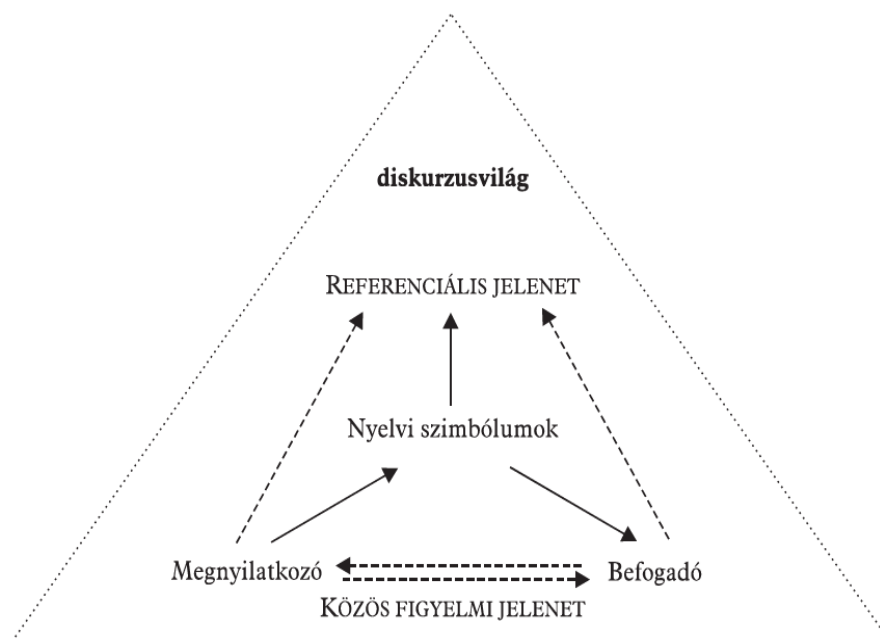 diskurzusvilág
REFERENCIÁLIS JELENET
Nyelvi szimbólumok
Megnyilatkozó
Befogadó
KÖZÖS FIGYELMI JELENET